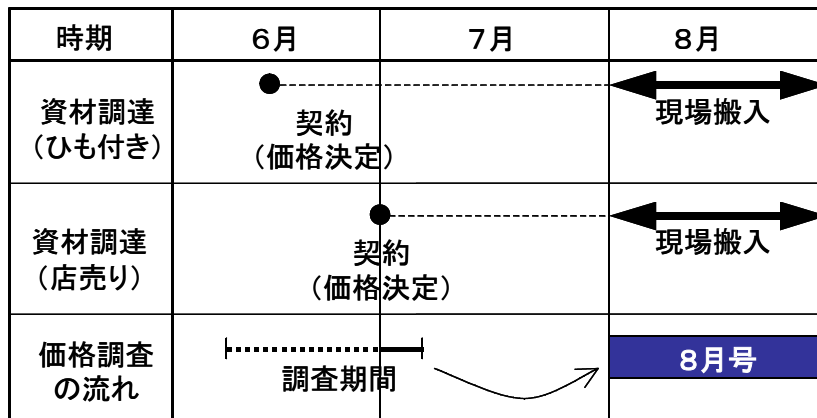 時期
6月
7月
8月
資材調達
(ひも付き)
契約
(価格決定)
現場搬入
資材調達
(店売り)
契約
(価格決定)
現場搬入
価格調査
の流れ
調査期間
8月号